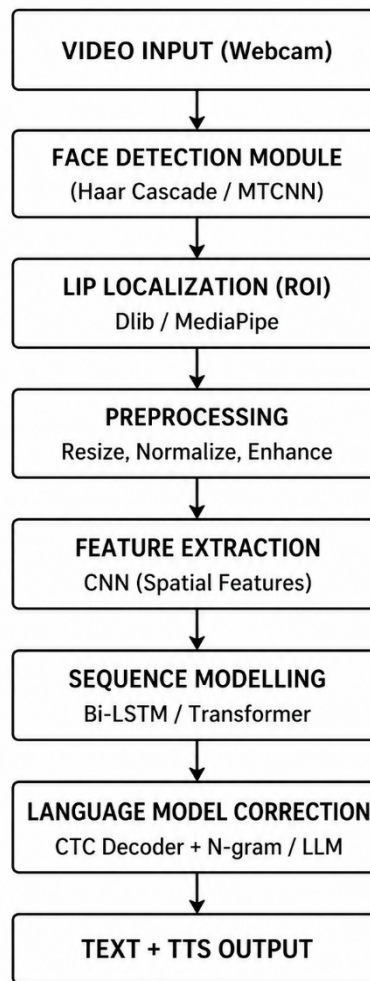 VIDEO INPUT (Webcam)
FACE DETECTION MODULE
(Haar Cascade / MTCNN)
LIP LOCALIZATION (ROI)
Dlib / MediaPipe
PREPROCESSING
Resize, Normalize, Enhance
FEATURE EXTRACTION
CNN (Spatial Features)
SEQUENCE MODELLING
Bi-LSTM / Transformer
LANGUAGE MODEL CORRECTION
CTC Decoder + N-gram / LLM
TEXT + TTS OUTPUT